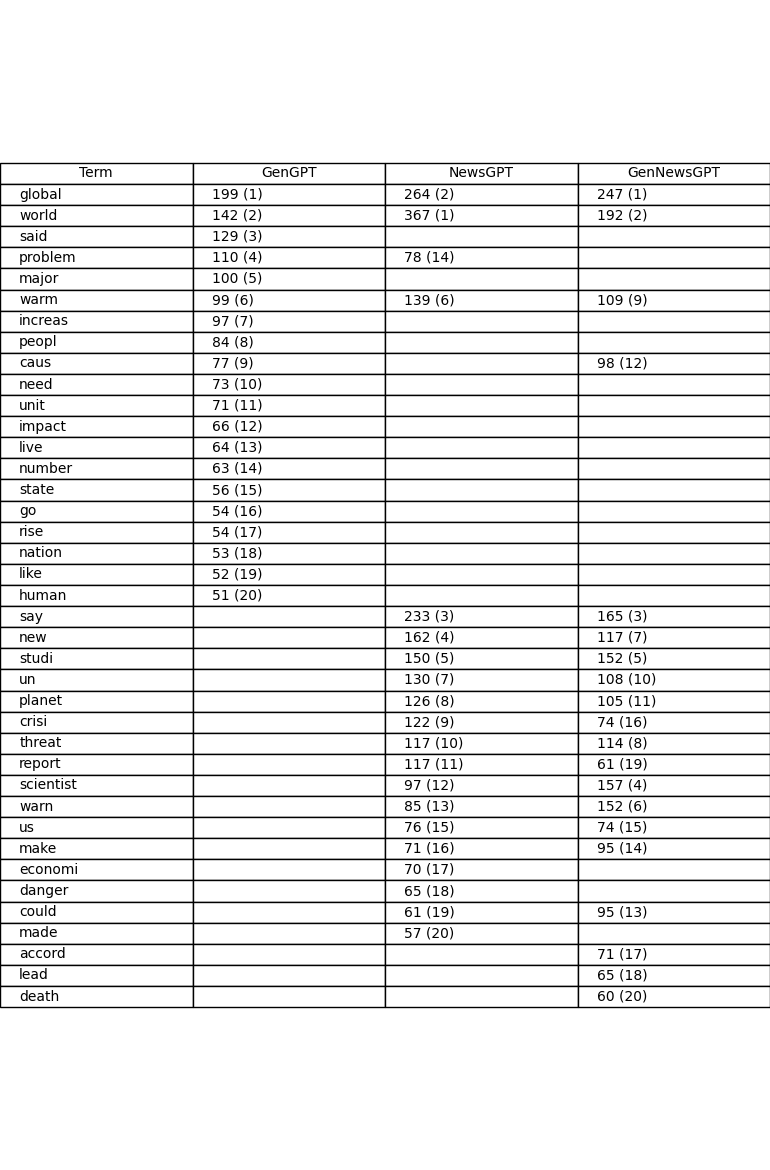 Term GenGPT NewsGPT GenNewsGPT
global 199 (1) 264 (2) 247 (1)
world 142 (2) 367 (1) 192 (2)
said 129 (3)
problem 110 (4) 78 (14)
major 100 (5)
warm 99 (6) 139 (6) 109 (9)
increas 97 (7)
peopl 84 (8)
caus 77 (9) 98 (12)
need 73 (10)
unit 71 (11)
impact 66 (12)
live 64 (13)
number 63 (14)
state 56 (15)
go 54 (16)
rise 54 (17)
nation 53 (18)
like 52 (19)
human 51 (20)
say 233 (3) 165 (3)
new 162 (4) 117 (7)
studi 150 (5) 152 (5)
un 130 (7) 108 (10)
planet 126 (8) 105 (11)
crisi 122 (9) 74 (16)
threat 117 (10) 114 (8)
report 117 (11) 61 (19)
scientist 97 (12) 157 (4)
warn 85 (13) 152 (6)
us 76 (15) 74 (15)
make 71 (16) 95 (14)
economi 70 (17)
danger 65 (18)
could 61 (19) 95 (13)
made 57 (20)
accord 71 (17)
lead 65 (18)
death 60 (20)